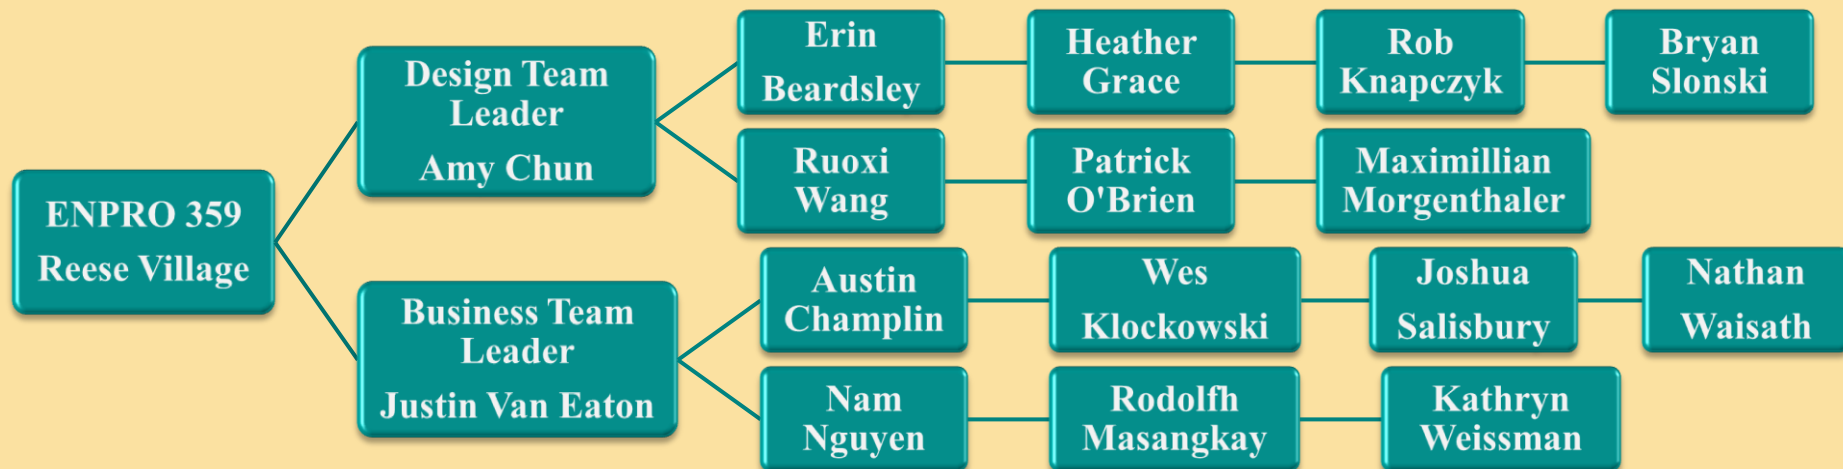 ENPRO 359
Reese Village
Design Team
Leader
Amy Chun
Erin
Beardsley
Heather
Grace
Rob
Knapczyk
Bryan
Slonski
Ruoxi
Wang
Patrick
O'Brien
Maximillian
Morgenthaler
Business Team
Leader
Justin Van Eaton
Austin
Champlin
Wes
Klockowski
Joshua
Salisbury
Nathan
Waisath
Nam
Nguyen
Rodolfh
Masangkay
Kathryn
Weissman